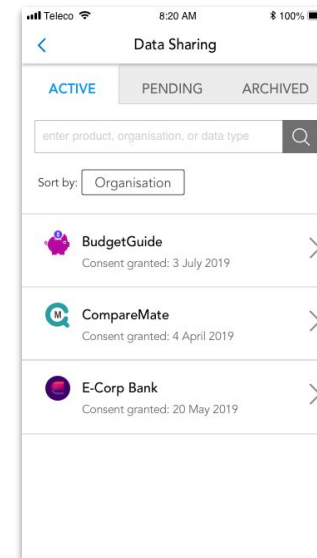 Teleco 8:20 AM 100%
Data Sharing
ACTIVE PENDING ARCHIVED
enter product, organisation, or data type
Sort by: Organisation
BudgetGuide
Consent granted: 3 July 2019
M
CompareMate
Consent granted: 4 April 2019
E-Corp Bank
Consent granted: 20 May 2019